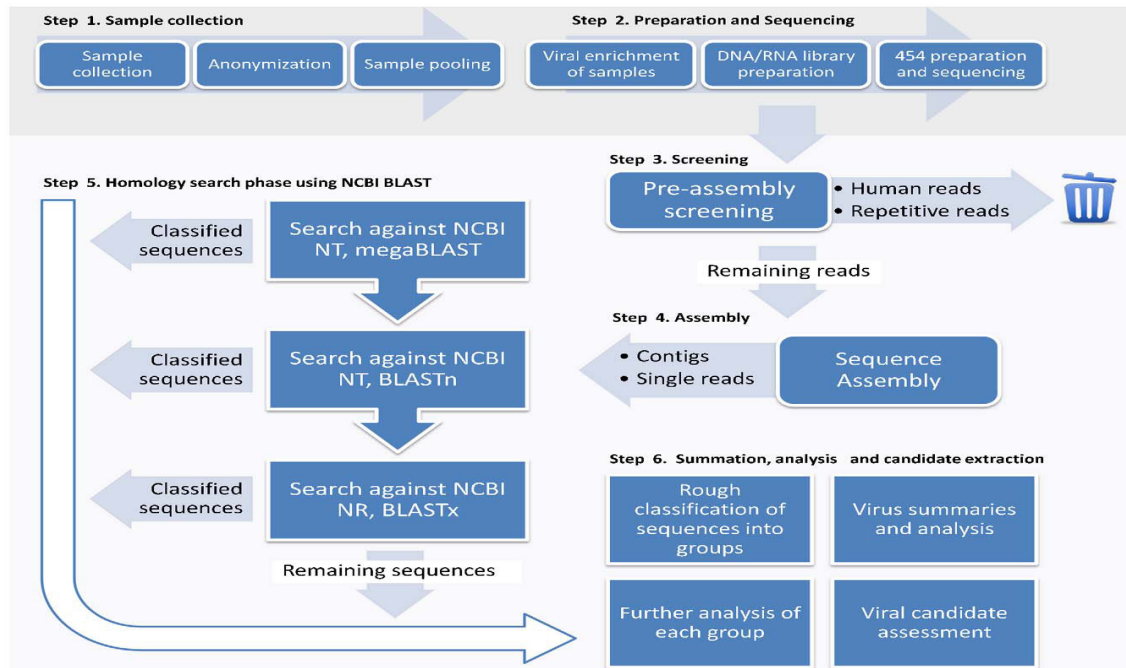 Step 1. Sample collection
Sample
collection
Anonymization
Sample pooling
Step 2. Preparation and Sequencing
Viral enrichment
of samples
DNA/RNA library
preparation
454 preparation
and sequencing
Step 3. Screening
Pre-assembly
screening
• Human reads
• Repetitive reads
Remaining reads
Step 4. Assembly
Sequence
Assembly
• Contigs
• Single reads
Step 5. Homology search phase using NCBI BLAST
Search against NCBI
NT, megaBLAST
Classified
sequences
Search against NCBI
NT, BLASTn
Classified
sequences
Search against NCBI
NR, BLASTx
Classified
sequences
Remaining sequences
Step 6. Summation, analysis and candidate extraction
Rough
classification of
sequences into
groups
Virus summaries
and analysis
Further analysis of
each group
Viral candidate
assessment